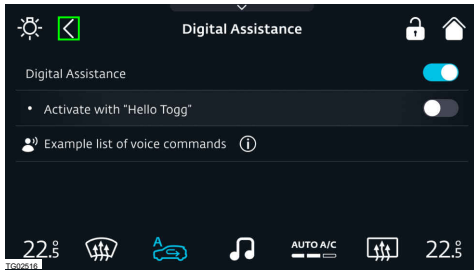 Digital Assistance
Digital Assistance
• Activate with "Hello Togg"
Example list of voice commands
22.5 A AUTO A/C 22.5
TG02516